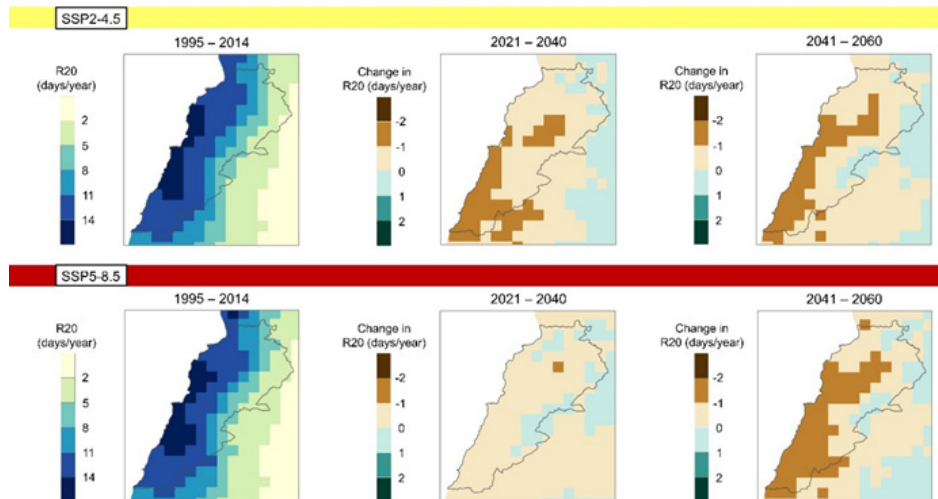 SSP2-4.5
1995 – 2014
2021 – 2040
2041 – 2060
R20
(days/year)
2
5
8
11
14
Change in
R20 (days/year)
-2
-1
0
1
2
Change in
R20 (days/year)
-2
-1
0
1
2
SSP5-8.5
1995 – 2014
2021 – 2040
2041 – 2060
R20
(days/year)
2
5
8
11
14
Change in
R20 (days/year)
-2
-1
0
1
2
Change in
R20 (days/year)
-2
-1
0
1
2